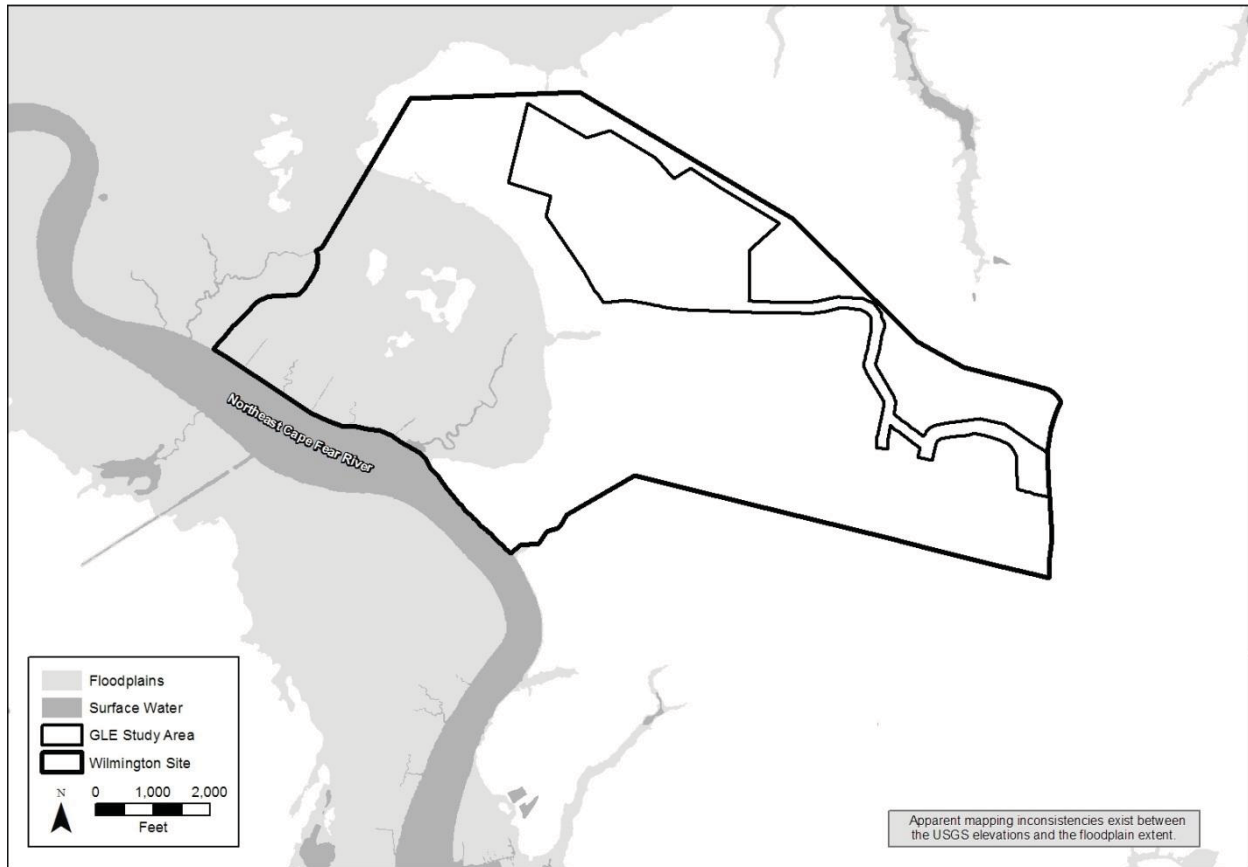 Northeast Cape Fear River
Floodplains
Surface Water
GLE Study Area
Wilmington Site
N
0 1,000 2,000
Feet
Apparent mapping inconsistencies exist between
the USGS elevations and the floodplain extent.